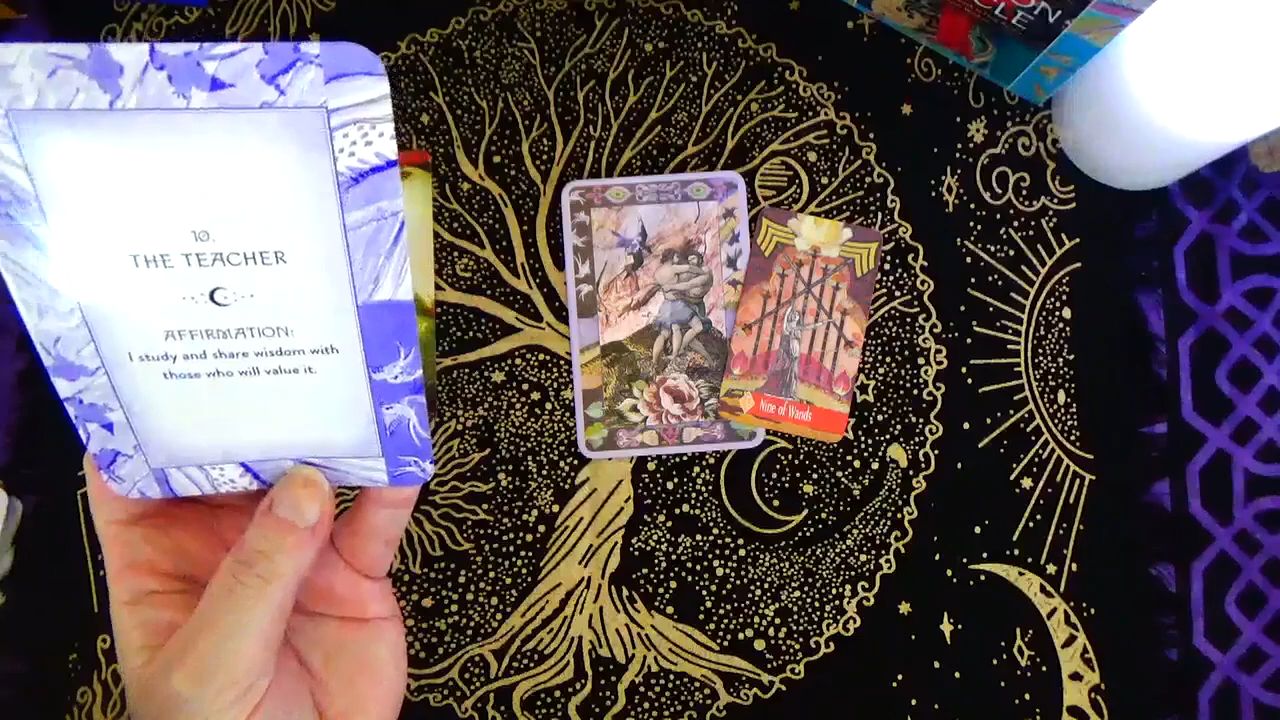 10.
THE TEACHER
AFFIRMATION:
I study and share wisdom with
those who will value it.
Nine of Wands